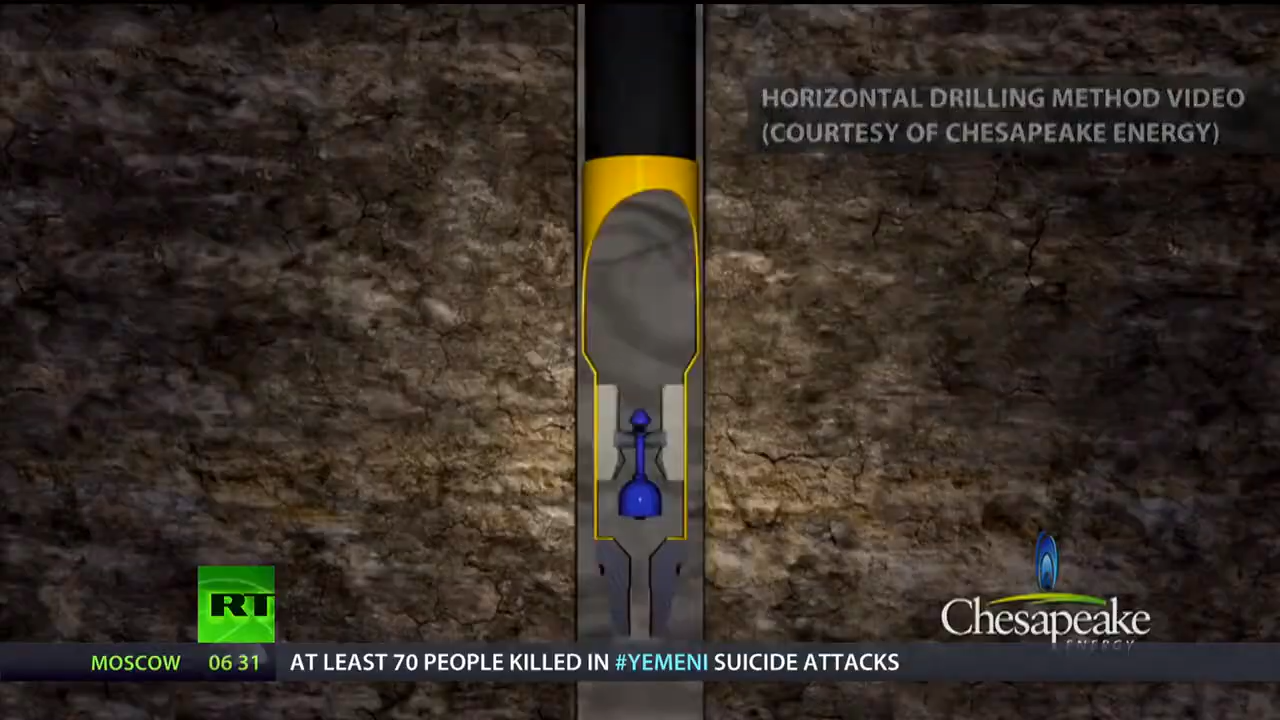 HORIZONTAL DRILLING METHOD VIDEO
(COURTESY OF CHESAPEAKE ENERGY)
RT
Chesapeake
ENERGY
MOSCOW 06 31 AT LEAST 70 PEOPLE KILLED IN #YEMENI SUICIDE ATTACKS